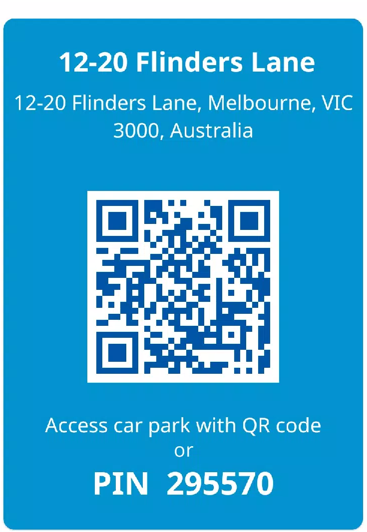 12-20 Flinders Lane
12-20 Flinders Lane, Melbourne, VIC
3000, Australia
Access car park with QR code
or
PIN 295570